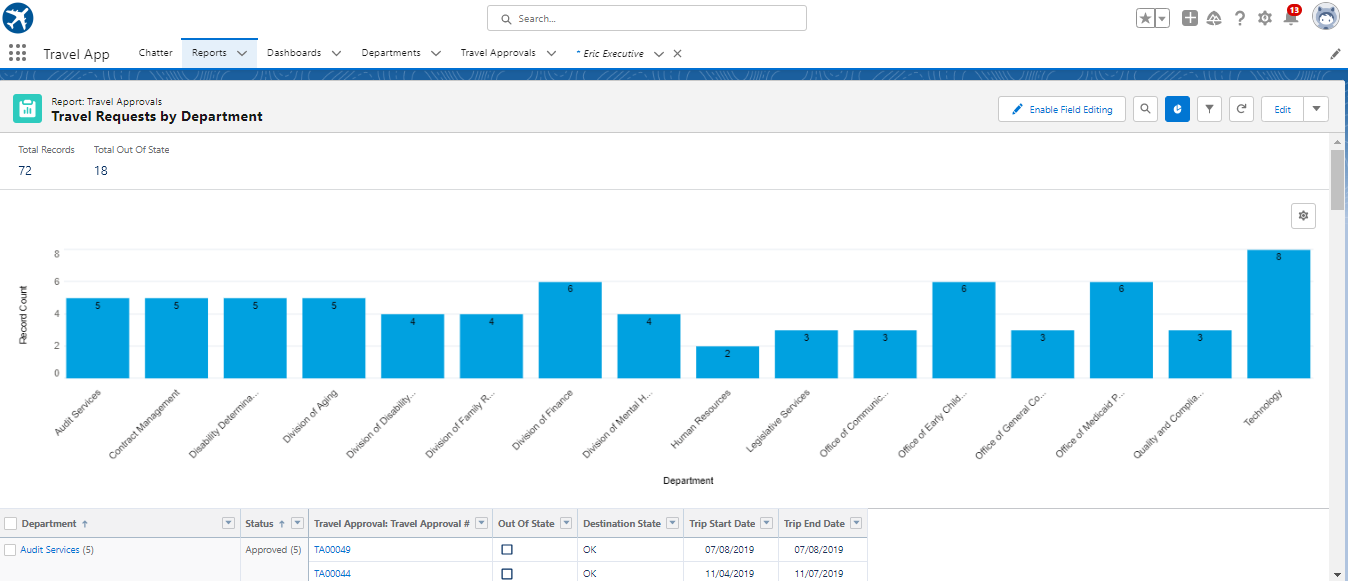 Search...
13
Travel App
Chatter
Reports
Dashboards
Departments
Travel Approvals
* Eric Executive
Report: Travel Approvals
Travel Requests by Department
Enable Field Editing
Edit
Total Records
Total Out Of State
72
18
Record Count
8
6
4
2
0
5
5
5
5
4
4
6
4
2
3
3
6
3
6
3
8
Audit Services
Contract Management
Disability Determina...
Division of Aging
Division of Disability...
Division of Family R...
Division of Finance
Division of Mental H...
Human Resources
Legislative Services
Office of Communic...
Office of Early Child...
Office of General Co...
Office of Medicaid P...
Quality and Complia...
Technology
Department
Department ↑ Status ↑ Travel Approval: Travel Approval # Out Of State Destination State Trip Start Date Trip End Date
Audit Services (5) Approved (5) TA00049 OK 07/08/2019 07/08/2019
TA00044 OK 11/04/2019 11/07/2019